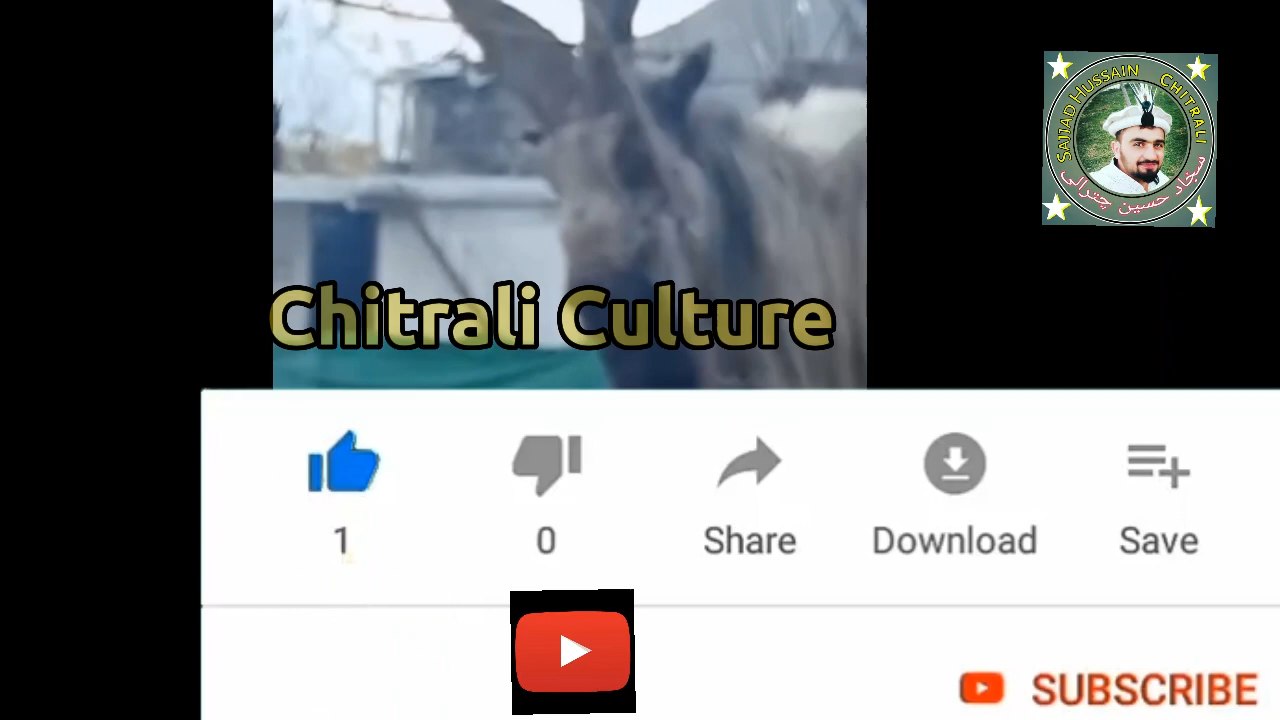 SAJJAD HUSSAIN CHITRALI
سجاد حسین چترالی
Chitrali Culture
1
0
Share
Download
Save
SUBSCRIBE